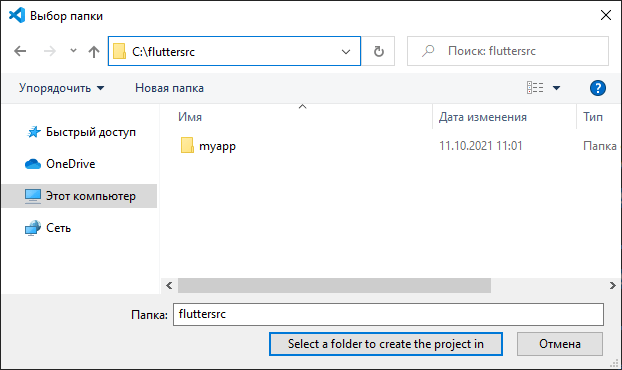 Выбор папки
C:\fluttersrc
Поиск: fluttersrc
Упорядочить
Новая папка
?
Имя
Дата изменения
Тип
Быстрый доступ
OneDrive
Этот компьютер
Сеть
myapp
11.10.2021 11:01
Папка
Папка:
fluttersrc
Select a folder to create the project in
Отмена